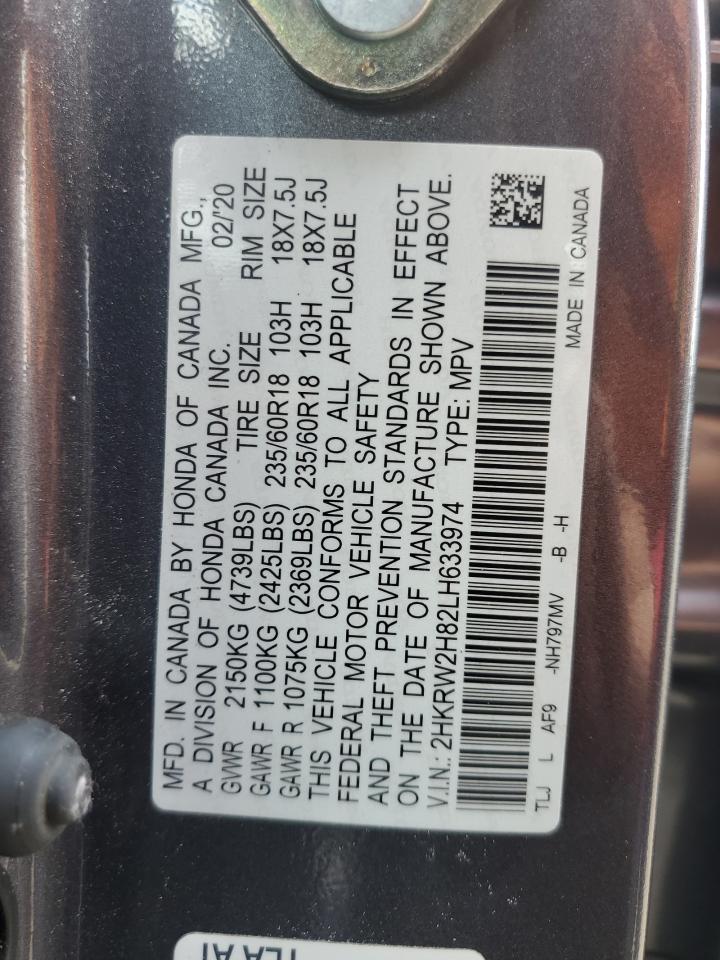 MFD. IN CANADA BY HONDA OF CANADA MFG.,
A DIVISION OF HONDA CANADA INC. 02/'20
GVWR 2150KG (4739LBS) TIRE SIZE RIM SIZE
GAWR F 1100KG (2425LBS) 235/60R18 103H 18X7.5J
GAWR R 1075KG (2369LBS) 235/60R18 103H 18X7.5J
THIS VEHICLE CONFORMS TO ALL APPLICABLE
FEDERAL MOTOR VEHICLE SAFETY
AND THEFT PREVENTION STANDARDS IN EFFECT
ON THE DATE OF MANUFACTURE SHOWN ABOVE.
V.I.N.: 2HKRW2H82LH633974 TYPE: MPV
TLJ L AF9 -NH797MV -B -H MADE IN CANADA